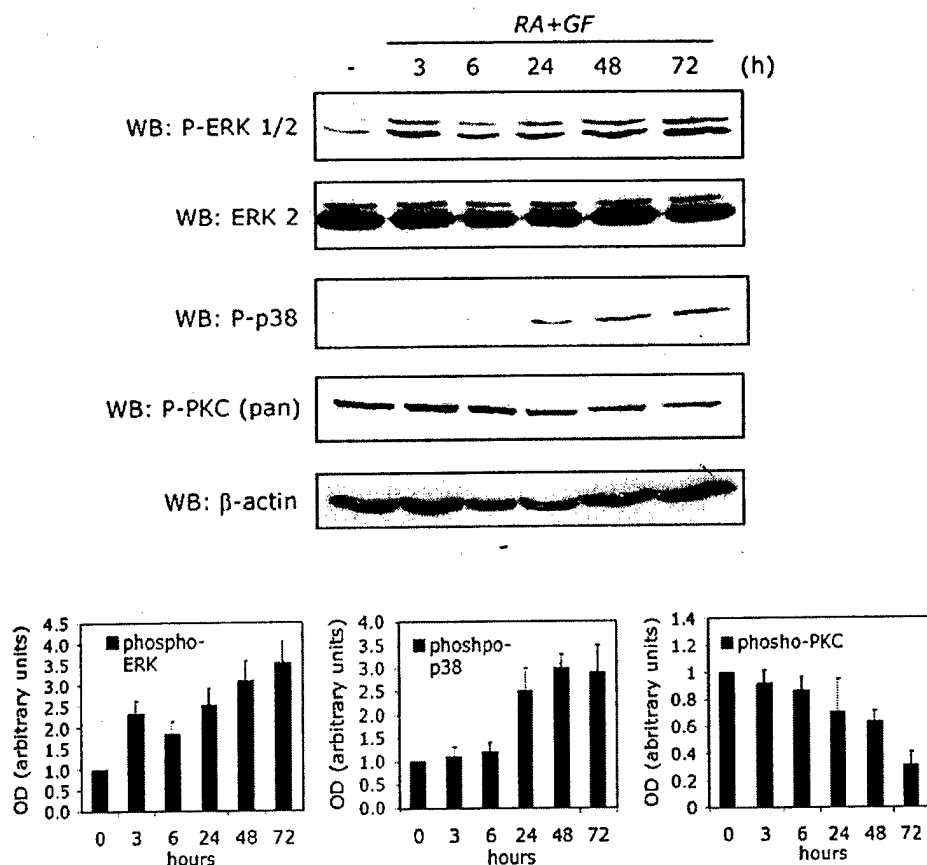 RA+GF
- 3 6 24 48 72 (h)
WB: P-ERK 1/2
WB: ERK 2
WB: P-p38
WB: P-PKC (pan)
WB: β-actin
OD (arbitrary units)
4.5
4.0
3.5
3.0
2.5
2.0
1.5
1.0
0.5
0.0
phospho-
ERK
0 3 6 24 48 72
hours
OD (arbitrary units)
4.0
3.5
3.0
2.5
2.0
1.5
1.0
0.5
0.0
phoshpo-
p38
0 3 6 24 48 72
hours
OD (abritrary units)
1.4
1.2
1
0.8
0.6
0.4
0.2
0
phosho-PKC
0 3 6 24 48 72
hours